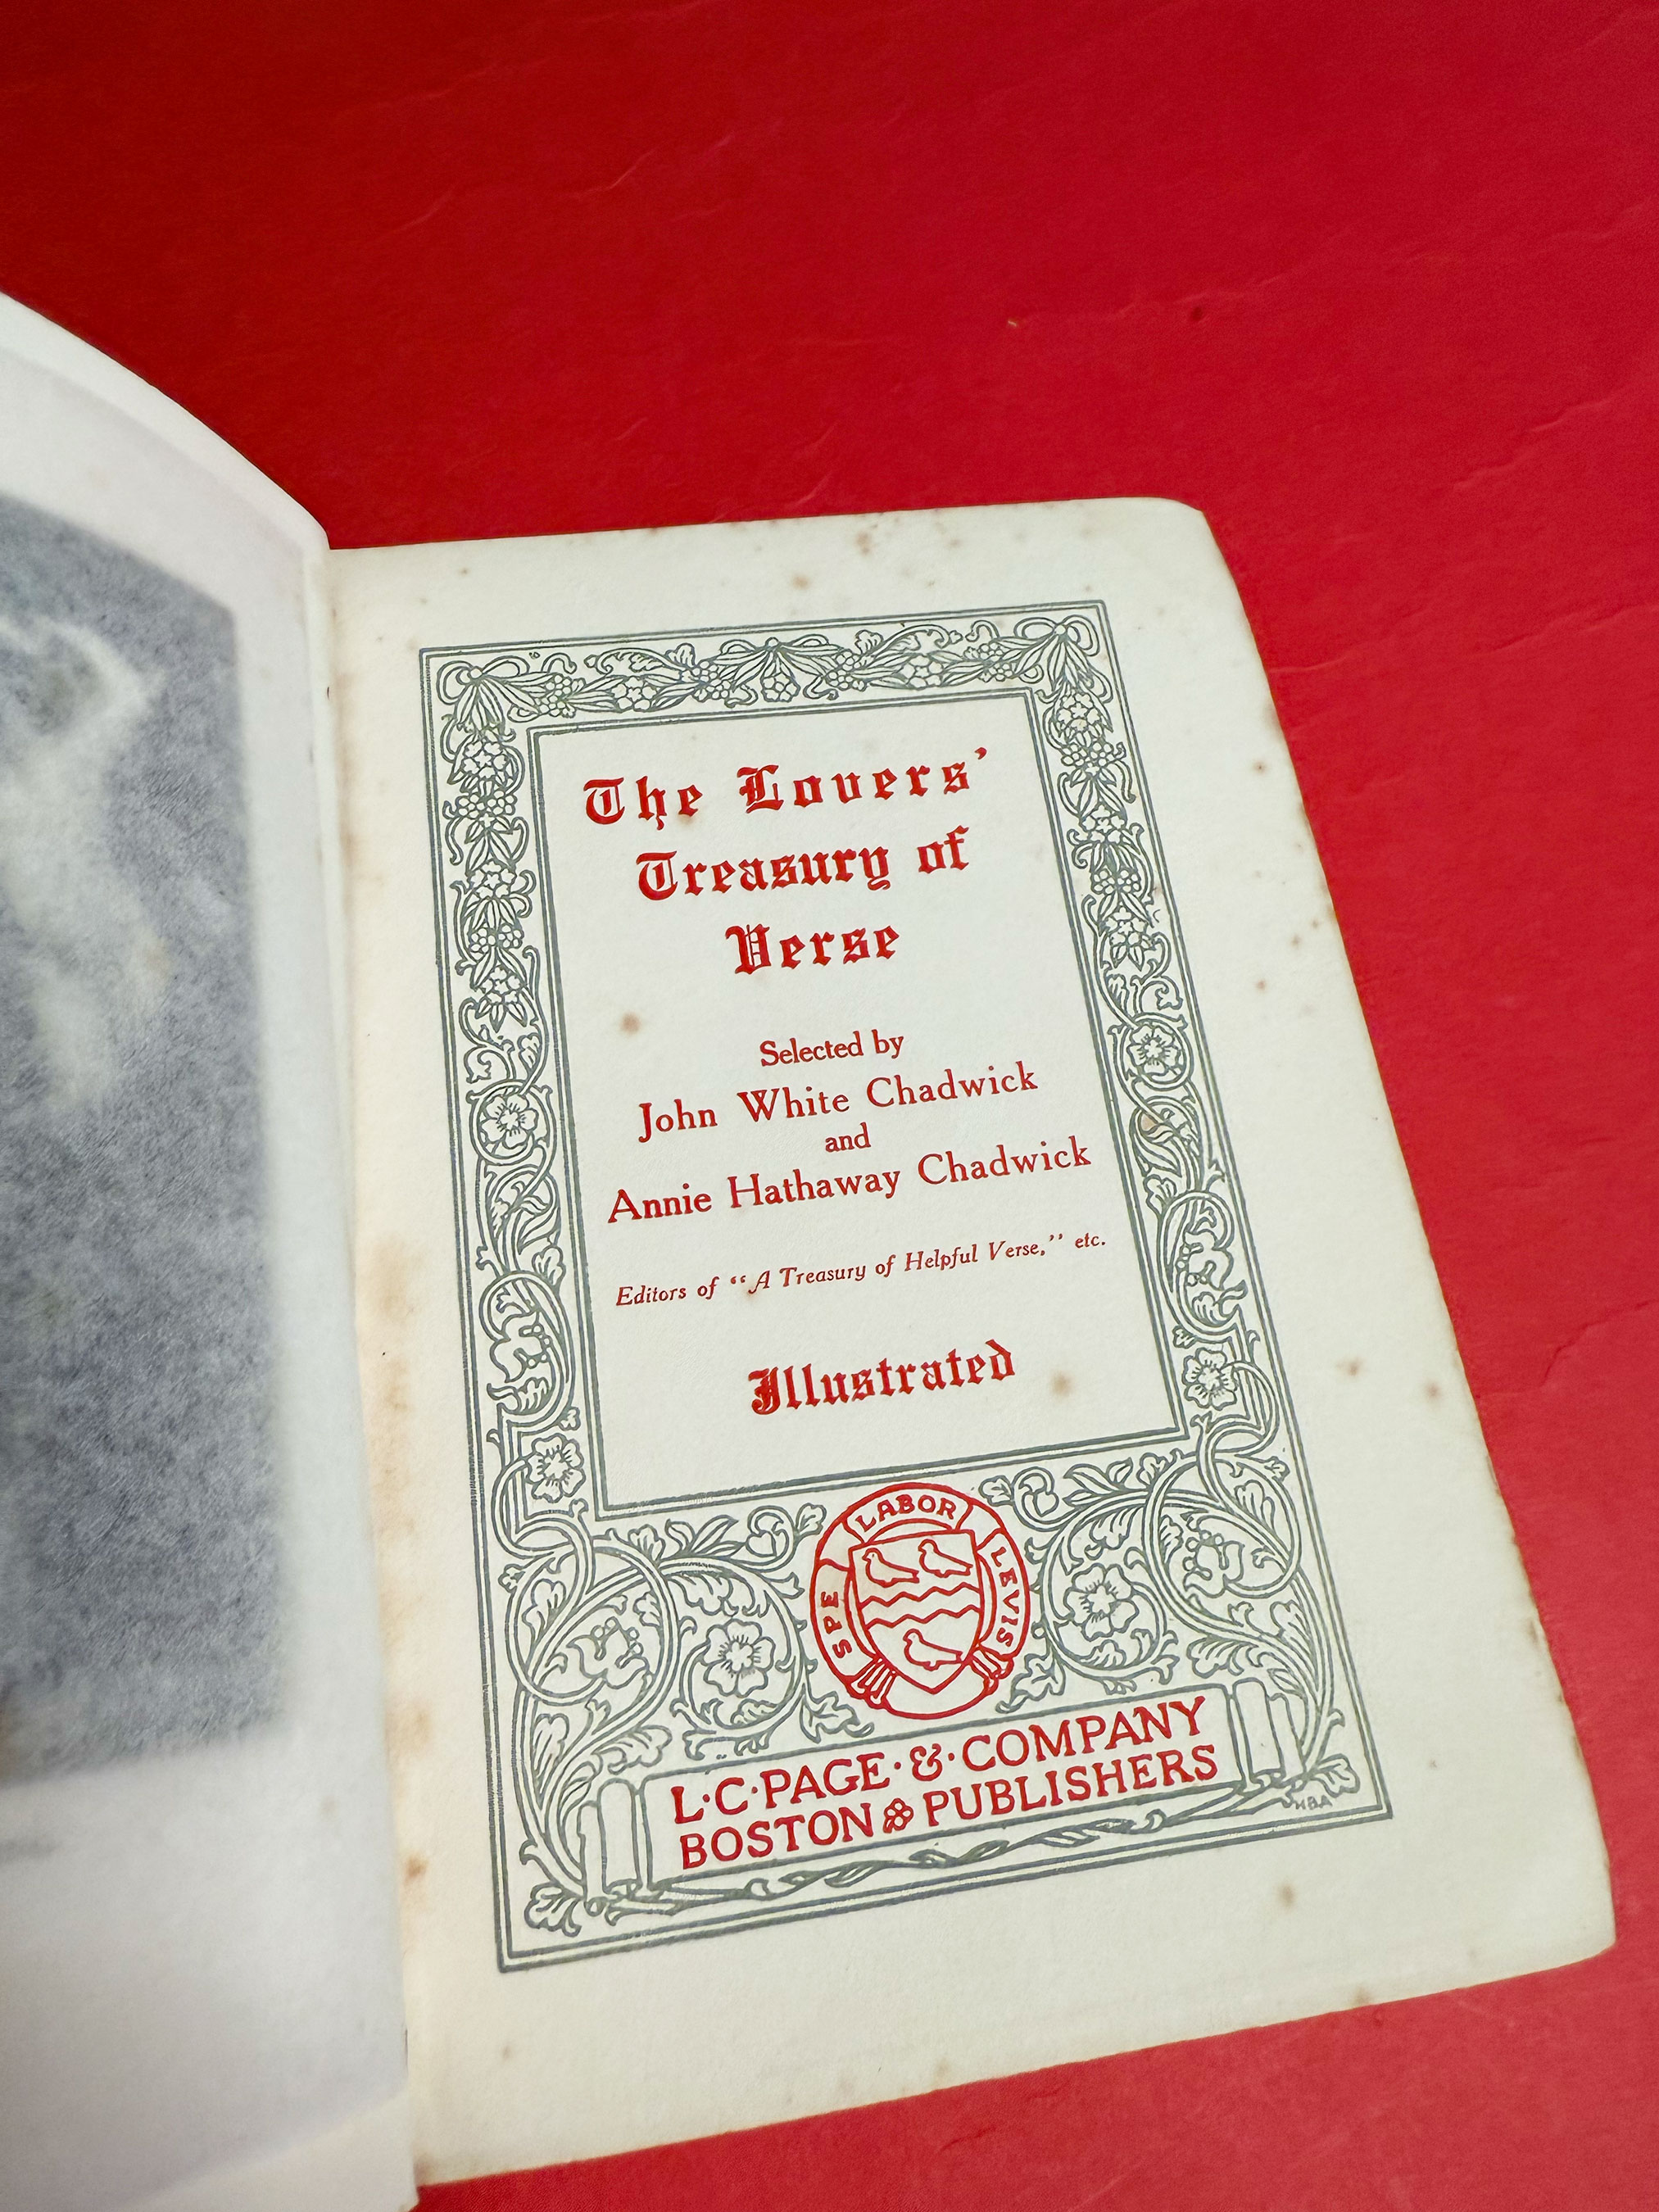 The Lovers'
Treasury of
Verse
Selected by
John White Chadwick
and
Annie Hathaway Chadwick
Editors of “A Treasury of Helpful Verse,” etc.
Illustrated
SPE LABOR LEVIS
L·C·PAGE·&·COMPANY
BOSTON PUBLISHERS
HBA